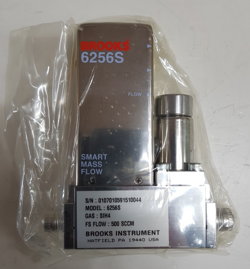 BROOKS
6256S
FLOW
SMART
MASS
FLOW
S/N : 0107010591510044
MODEL : 6256S
GAS : SIH4
FS FLOW : 500 SCCM
BROOKS INSTRUMENT
HATFIELD PA 19440 USA